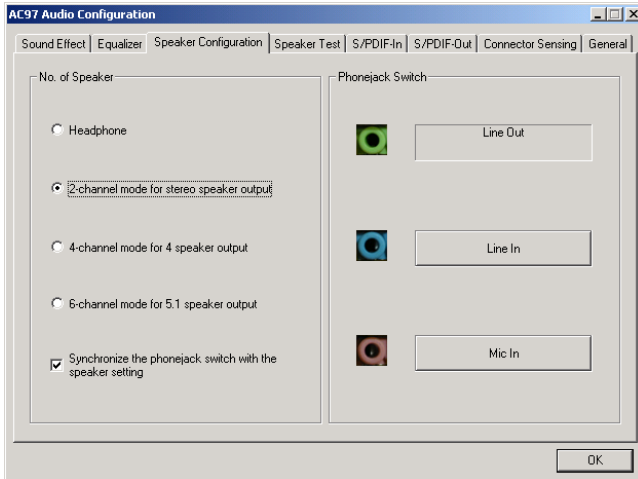 AC97 Audio Configuration
Sound Effect Equalizer Speaker Configuration Speaker Test S/PDIF-In S/PDIF-Out Connector Sensing General
No. of Speaker
Headphone
2-channel mode for stereo speaker output
4-channel mode for 4 speaker output
6-channel mode for 5.1 speaker output
Synchronize the phonejack switch with the
speaker setting
Phonejack Switch
Line Out
Line In
Mic In
OK